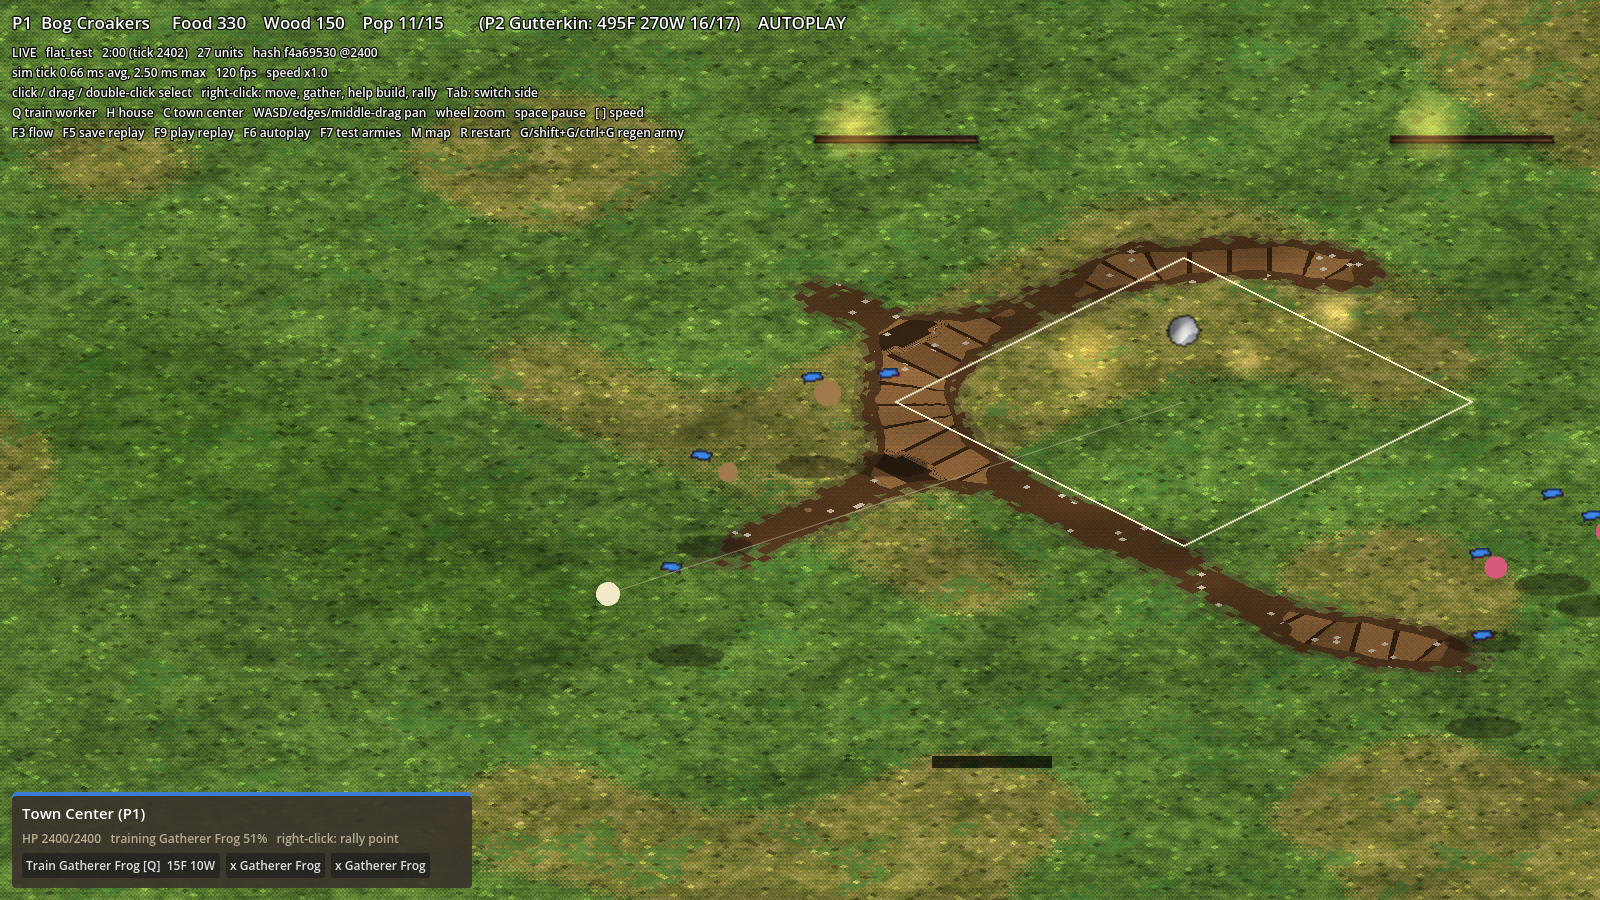 P1 Bog Croakers Food 330 Wood 150 Pop 11/15 (P2 Gutterkin: 495F 270W 16/17) AUTOPLAY
LIVE flat_test 2:00 (tick 2402) 27 units hash f4a69530 @2400
sim tick 0.66 ms avg, 2.50 ms max 120 fps speed x1.0
click / drag / double-click select right-click: move, gather, help build, rally Tab: switch side
Q train worker H house C town center WASD/edges/middle-drag pan wheel zoom space pause [ ] speed
F3 flow F5 save replay F9 play replay F6 autoplay F7 test armies M map R restart G/shift+G/ctrl+G regen army
Town Center (P1)
HP 2400/2400 training Gatherer Frog 51% right-click: rally point
Train Gatherer Frog [Q] 15F 10W x Gatherer Frog x Gatherer Frog